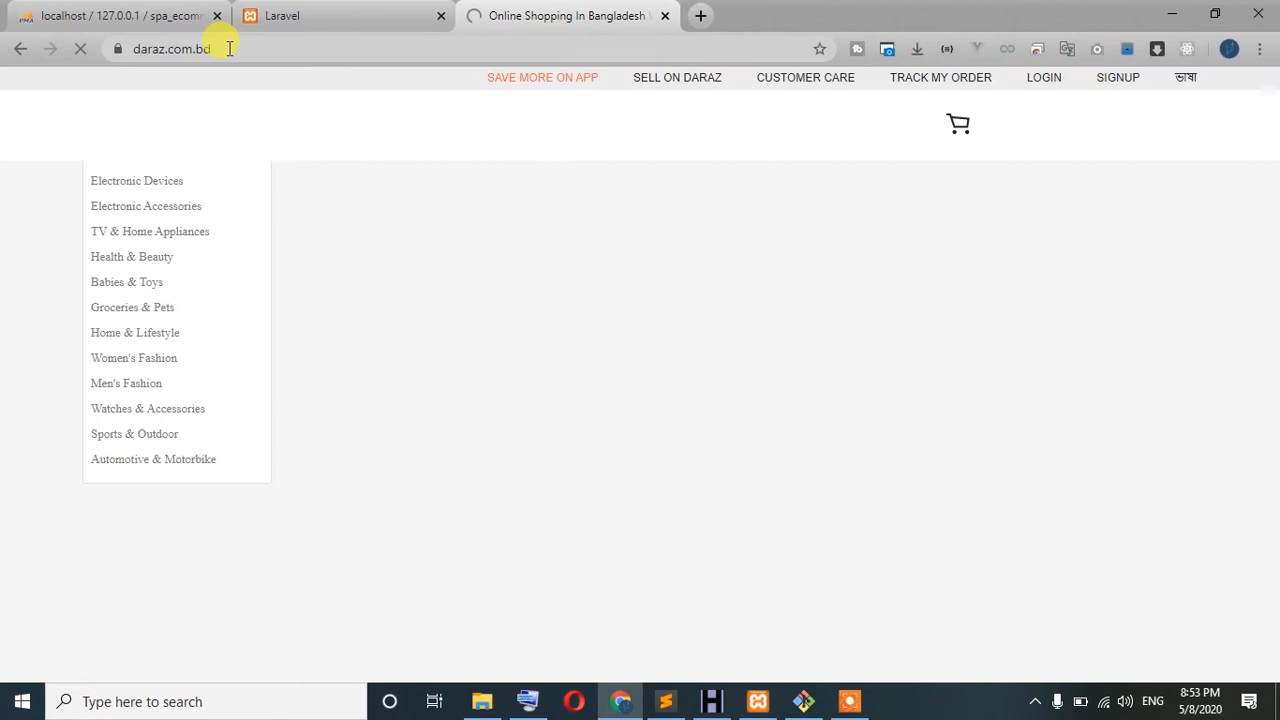 localhost / 127.0.0.1 / spa_ecomr
Laravel
Online Shopping In Bangladesh
daraz.com.bd
SAVE MORE ON APP SELL ON DARAZ CUSTOMER CARE TRACK MY ORDER LOGIN SIGNUP ভাষা
Electronic Devices
Electronic Accessories
TV & Home Appliances
Health & Beauty
Babies & Toys
Groceries & Pets
Home & Lifestyle
Women's Fashion
Men's Fashion
Watches & Accessories
Sports & Outdoor
Automotive & Motorbike
Type here to search
ENG
8:53 PM
5/8/2020